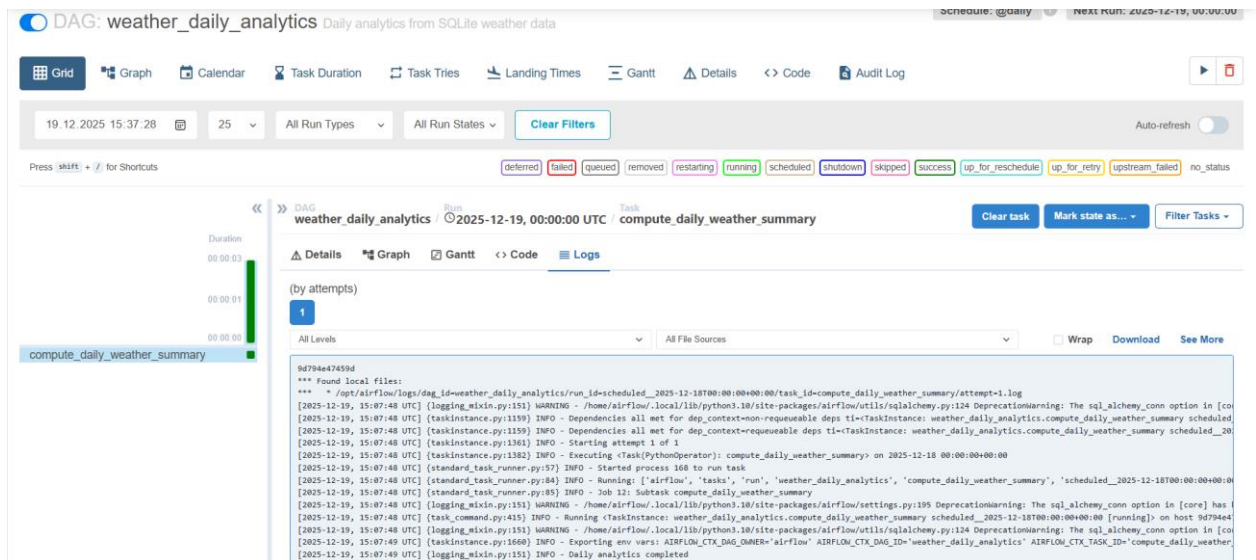 DAG: weather_daily_analytics Daily analytics from SQLite weather data
Schedule: @daily Next Run: 2025-12-19, 00:00:00
Grid Graph Calendar Task Duration Task Tries Landing Times Gantt Details <> Code Audit Log
19.12.2025 15:37:28 25 All Run Types All Run States Clear Filters Auto-refresh
Press shift + / for Shortcuts deferred failed queued removed restarting running scheduled shutdown skipped success up_for_reschedule up_for_retry upstream_failed no_status
DAG Run Task
weather_daily_analytics / 2025-12-19, 00:00:00 UTC / compute_daily_weather_summary Clear task Mark state as... Filter Tasks
Duration
00:00:03
00:00:01
00:00:00
compute_daily_weather_summary
Details Graph Gantt <> Code Logs
(by attempts)
1
All Levels All File Sources Wrap Download See More
9d794e47459d
*** Found local files:
*** * /opt/airflow/logs/dag_id=weather_daily_analytics/run_id=scheduled__2025-12-18T00:00:00+00:00/task_id=compute_daily_weather_summary/attempt=1.log
[2025-12-19, 15:07:48 UTC] {logging_mixin.py:151} WARNING - /home/airflow/.local/lib/python3.10/site-packages/airflow/utils/sqlalchemy.py:124 DeprecationWarning: The sql_alchemy_conn option in [co
[2025-12-19, 15:07:48 UTC] {taskinstance.py:1159} INFO - Dependencies all met for dep_context=non-requeueable deps ti=<TaskInstance: weather_daily_analytics.compute_daily_weather_summary scheduled
[2025-12-19, 15:07:48 UTC] {taskinstance.py:1159} INFO - Dependencies all met for dep_context=requeueable deps ti=<TaskInstance: weather_daily_analytics.compute_daily_weather_summary scheduled__20
[2025-12-19, 15:07:48 UTC] {taskinstance.py:1361} INFO - Starting attempt 1 of 1
[2025-12-19, 15:07:48 UTC] {taskinstance.py:1382} INFO - Executing <Task(PythonOperator): compute_daily_weather_summary> on 2025-12-18 00:00:00+00:00
[2025-12-19, 15:07:48 UTC] {standard_task_runner.py:57} INFO - Started process 168 to run task
[2025-12-19, 15:07:48 UTC] {standard_task_runner.py:84} INFO - Running: ['airflow', 'tasks', 'run', 'weather_daily_analytics', 'compute_daily_weather_summary', 'scheduled__2025-12-18T00:00:00+00:0
[2025-12-19, 15:07:48 UTC] {standard_task_runner.py:85} INFO - Job 12: Subtask compute_daily_weather_summary
[2025-12-19, 15:07:48 UTC] {logging_mixin.py:151} WARNING - /home/airflow/.local/lib/python3.10/site-packages/airflow/settings.py:195 DeprecationWarning: The sql_alchemy_conn option in [core] has
[2025-12-19, 15:07:48 UTC] {task_command.py:415} INFO - Running <TaskInstance: weather_daily_analytics.compute_daily_weather_summary scheduled__2025-12-18T00:00:00+00:00 [running]> on host 9d794e4
[2025-12-19, 15:07:48 UTC] {logging_mixin.py:151} WARNING - /home/airflow/.local/lib/python3.10/site-packages/airflow/utils/sqlalchemy.py:124 DeprecationWarning: The sql_alchemy_conn option in [co
[2025-12-19, 15:07:49 UTC] {taskinstance.py:1660} INFO - Exporting env vars: AIRFLOW_CTX_DAG_OWNER='airflow' AIRFLOW_CTX_DAG_ID='weather_daily_analytics' AIRFLOW_CTX_TASK_ID='compute_daily_weather_
[2025-12-19, 15:07:49 UTC] {logging_mixin.py:151} INFO - Daily analytics completed